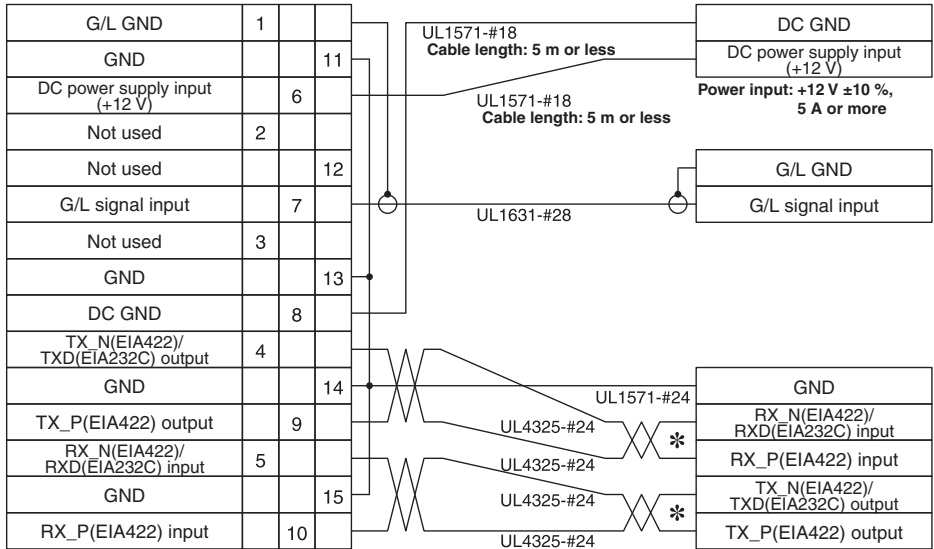 G/L GND 1
GND 11
DC power supply input
(+12 V) 6
Not used 2
Not used 12
G/L signal input 7
Not used 3
GND 13
DC GND 8
TX_N(EIA422)/
TXD(EIA232C) output 4
GND 14
TX_P(EIA422) output 9
RX_N(EIA422)/
RXD(EIA232C) input 5
GND 15
RX_P(EIA422) input 10
UL1571-#18
Cable length: 5 m or less
UL1571-#18
Cable length: 5 m or less
UL1631-#28
UL1571-#24
UL4325-#24
UL4325-#24
UL4325-#24
UL4325-#24
*
*
DC GND
DC power supply input
(+12 V)
Power input: +12 V ±10 %,
5 A or more
G/L GND
G/L signal input
GND
RX_N(EIA422)/
RXD(EIA232C) input
RX_P(EIA422) input
TX_N(EIA422)/
TXD(EIA232C) output
TX_P(EIA422) output